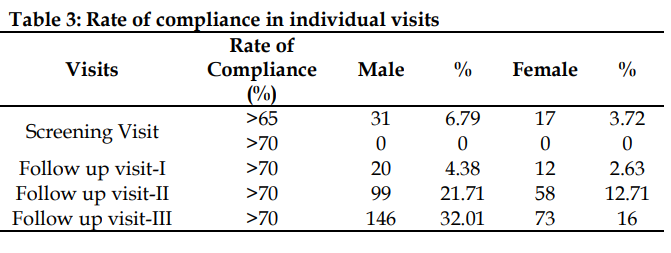 Table 3: Rate of compliance in individual visits
Visits Rate of Compliance (%) Male % Female %
Screening Visit >65 31 6.79 17 3.72
>70 0 0 0 0
Follow up visit-I >70 20 4.38 12 2.63
Follow up visit-II >70 99 21.71 58 12.71
Follow up visit-III >70 146 32.01 73 16